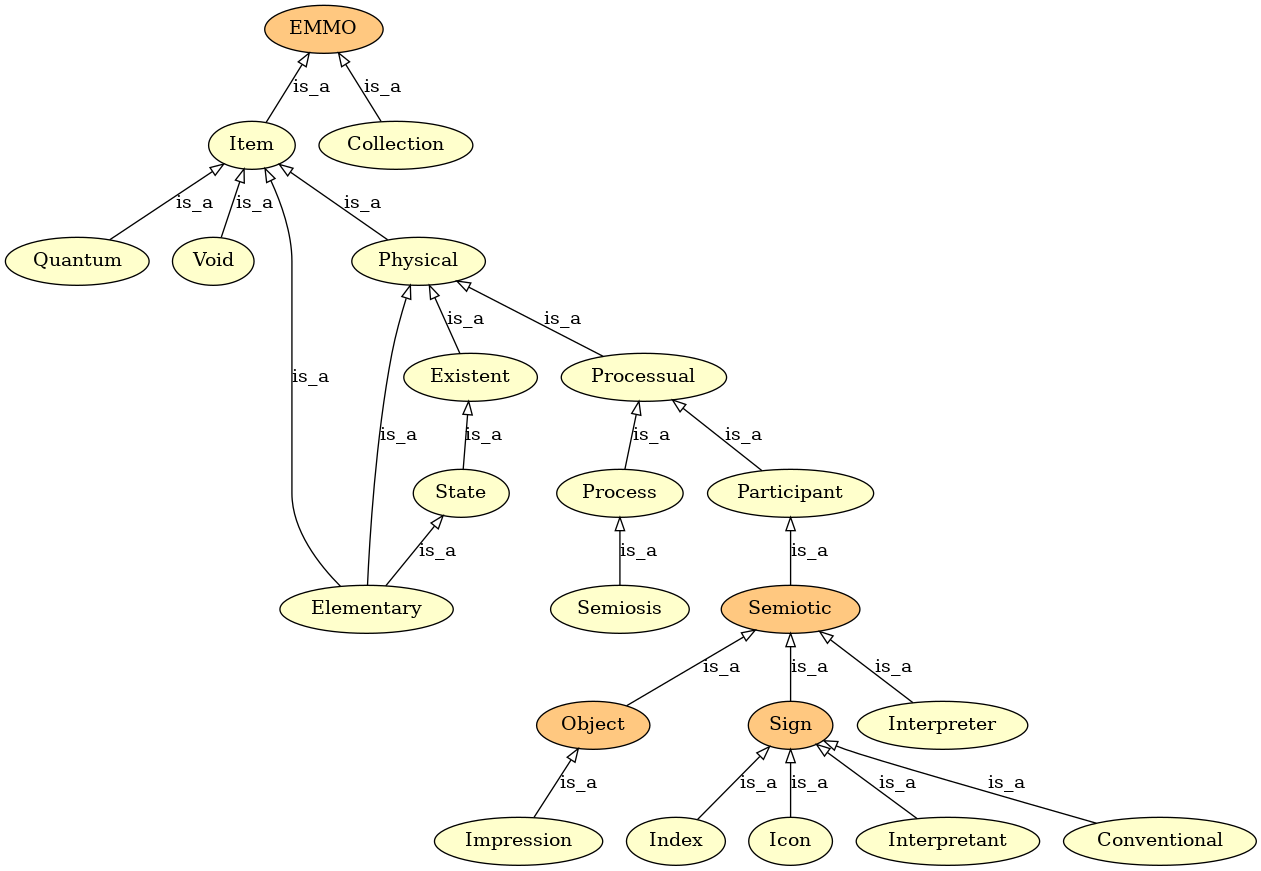 EMMO
is_a
is_a
Item
Collection
is_a
is_a
is_a
Quantum
Void
Physical
is_a
is_a
is_a
Existent
Processual
is_a
is_a
is_a
is_a
State
Process
Participant
is_a
is_a
is_a
Elementary
Semiosis
Semiotic
is_a
is_a
is_a
Object
Sign
Interpreter
is_a
is_a
is_a
is_a
is_a
Impression
Index
Icon
Interpretant
Conventional